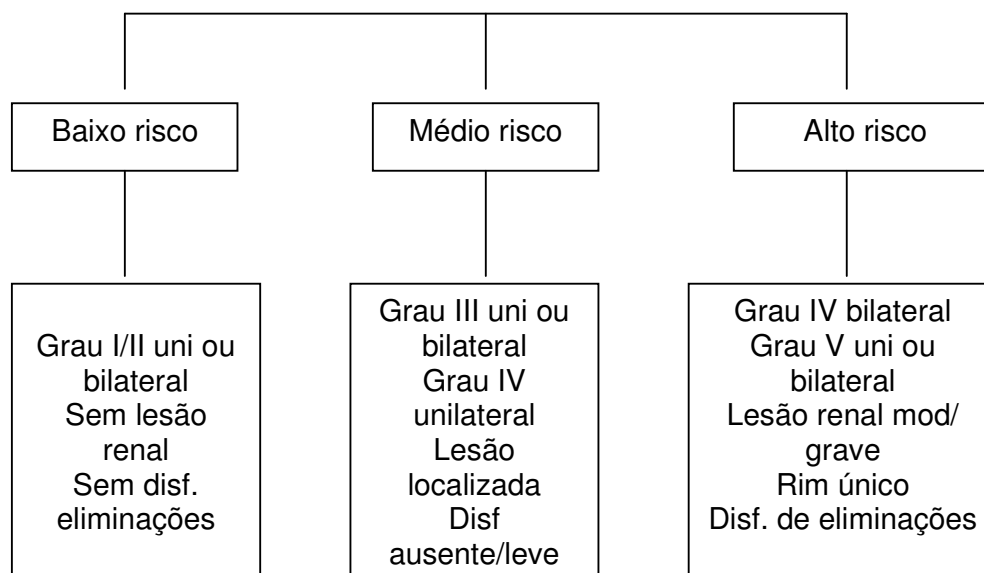 Baixo risco
Médio risco
Alto risco
Grau I/II uni ou
bilateral
Sem lesão
renal
Sem disf.
eliminações
Grau III uni ou
bilateral
Grau IV
unilateral
Lesão
localizada
Disf
ausente/leve
Grau IV bilateral
Grau V uni ou
bilateral
Lesão renal mod/
grave
Rim único
Disf. de eliminações